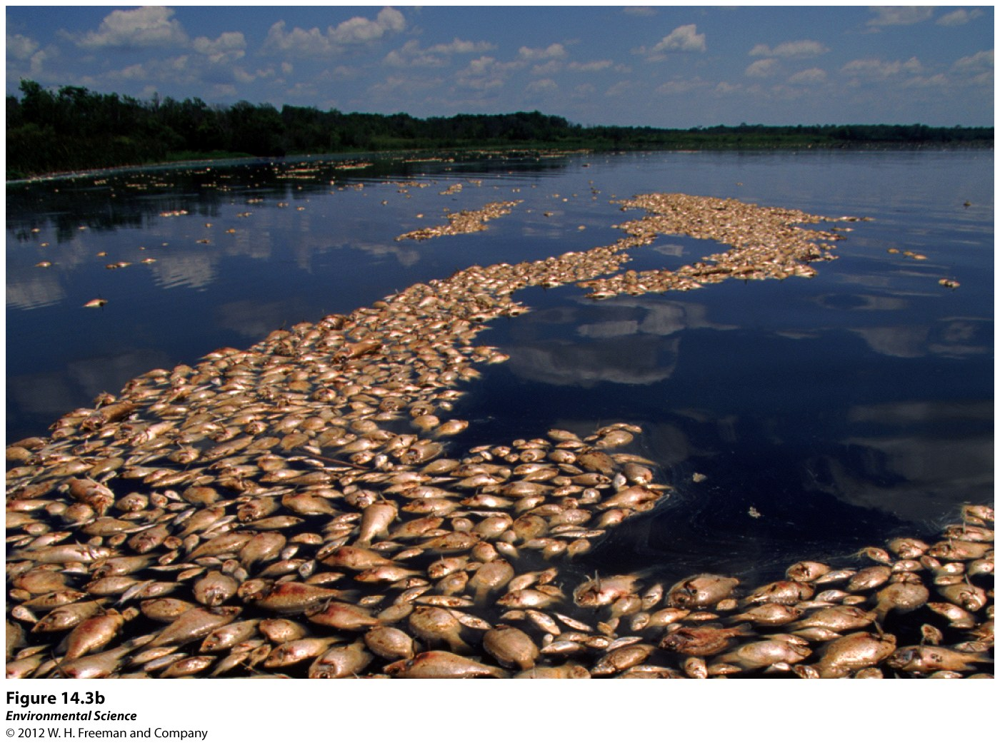 Figure 14.3b
Environmental Science
© 2012 W. H. Freeman and Company